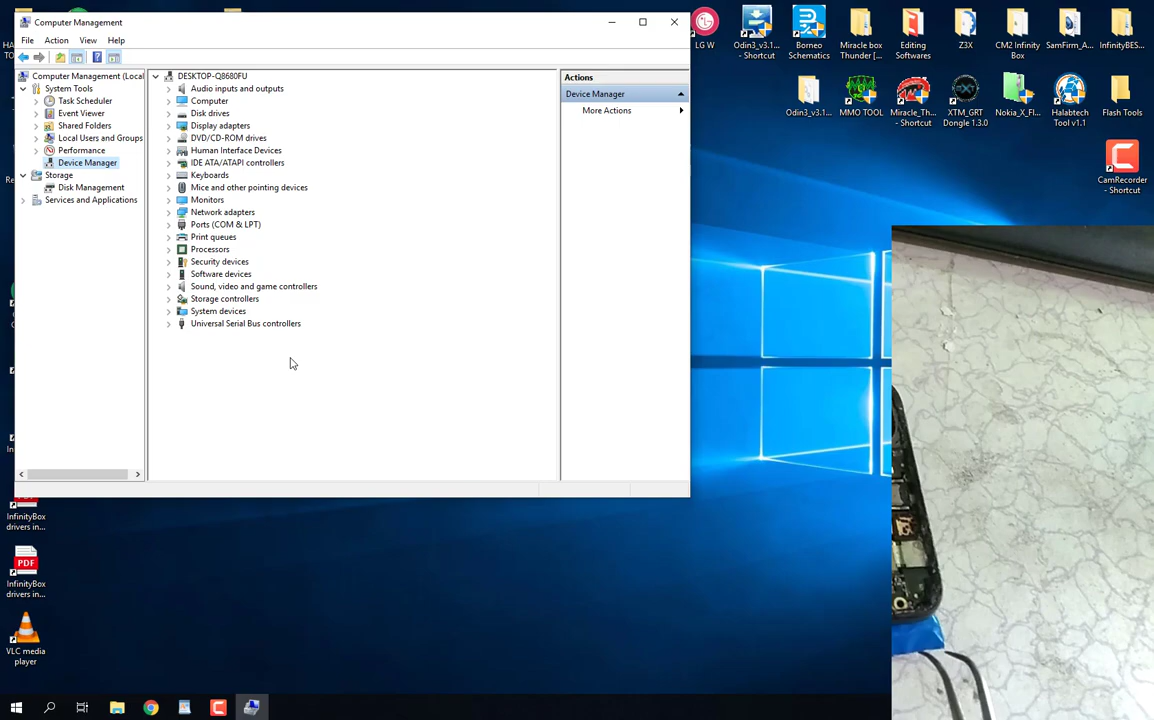 Computer Management
File Action View Help
Computer Management (Local
System Tools
Task Scheduler
Event Viewer
Shared Folders
Local Users and Groups
Performance
Device Manager
Storage
Disk Management
Services and Applications
DESKTOP-Q8680FU
Audio inputs and outputs
Computer
Disk drives
Display adapters
DVD/CD-ROM drives
Human Interface Devices
IDE ATA/ATAPI controllers
Keyboards
Mice and other pointing devices
Monitors
Network adapters
Ports (COM & LPT)
Print queues
Processors
Security devices
Software devices
Sound, video and game controllers
Storage controllers
System devices
Universal Serial Bus controllers
Actions
Device Manager
More Actions
LG W
Odin3_v3.1...
- Shortcut
Borneo
Schematics
Miracle box
Thunder [...
Editing
Softwares
Z3X
CM2 Infinity
Box
SamFirm_A...
InfinityBES...
Odin3_v3.1...
MMO TOOL
Miracle_Th...
- Shortcut
XTM_GRT
Dongle 1.3.0
Nokia_X_Fl...
Halabtech
Tool v1.1
Flash Tools
CamRecorder
- Shortcut
PDF
InfinityBox
drivers in...
PDF
InfinityBox
drivers in...
VLC media
player